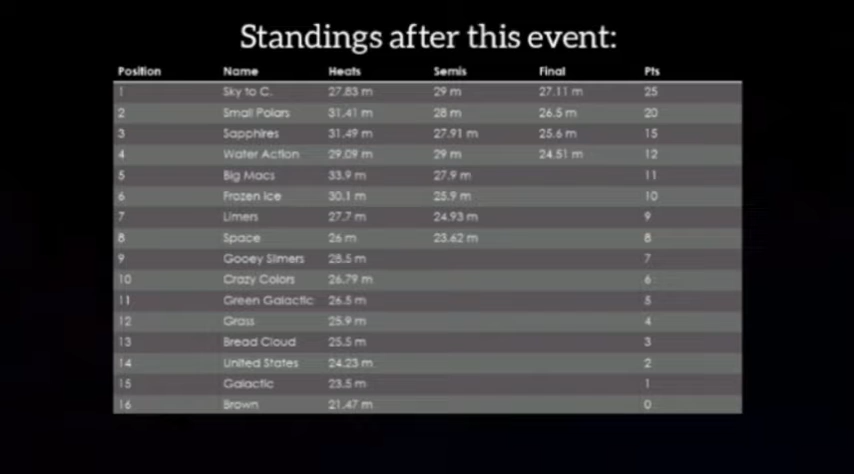 Standings after this event:
Position Name Heats Semis Final Pts
1 Sky to C. 27.83 m 29 m 27.11 m 25
2 Small Polars 31.41 m 28 m 26.5 m 20
3 Sapphires 31.49 m 27.91 m 25.6 m 15
4 Water Action 29.09 m 29 m 24.51 m 12
5 Big Macs 33.9 m 27.9 m 11
6 Frozen Ice 30.1 m 25.9 m 10
7 Limers 27.7 m 24.93 m 9
8 Space 26 m 23.62 m 8
9 Gooey Slimers 28.5 m 7
10 Crazy Colors 26.79 m 6
11 Green Galactic 26.5 m 5
12 Grass 25.9 m 4
13 Bread Cloud 25.5 m 3
14 United States 24.23 m 2
15 Galactic 23.5 m 1
16 Brown 21.47 m 0